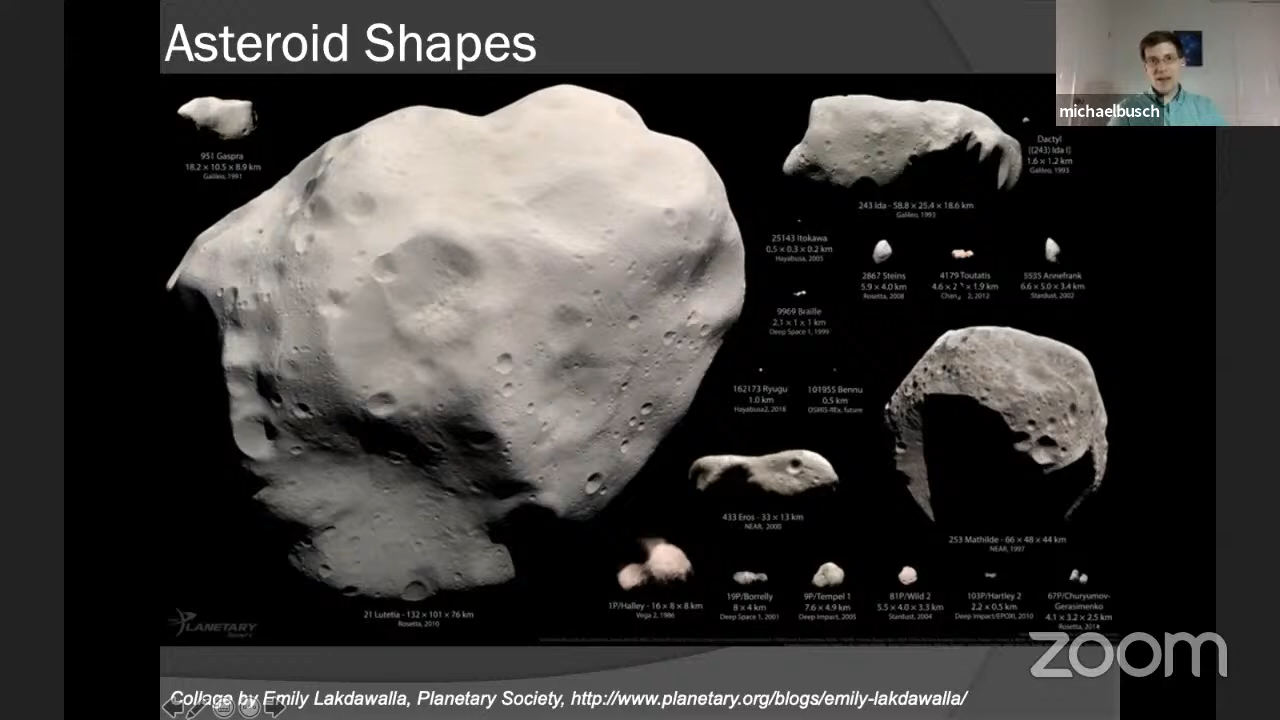 Asteroid Shapes
michaelbusch
951 Gaspra
18.2 × 10.5 × 8.9 km
Galileo, 1991
Dactyl
[(243) Ida I]
1.6 × 1.2 km
Galileo, 1993
243 Ida - 58.8 × 25.4 × 18.6 km
Galileo, 1993
25143 Itokawa
0.5 × 0.3 × 0.2 km
Hayabusa, 2005
2867 Steins
5.9 × 4.0 km
Rosetta, 2008
4179 Toutatis
4.6 × 2 × 1.9 km
2, 2012
5535 Annefrank
6.6 × 5.0 × 3.4 km
Stardust, 2002
9969 Braille
2.1 × 1 × 1 km
Deep Space 1, 1999
162173 Ryugu
1.0 km
Hayabusa2, 2018
101955 Bennu
0.5 km
OSIRIS-REx, future
433 Eros - 33 × 13 km
NEAR, 2000
253 Mathilde - 66 × 48 × 44 km
NEAR, 1997
21 Lutetia - 132 × 101 × 76 km
Rosetta, 2010
1P/Halley - 16 × 8 × 8 km
Vega 2, 1986
19P/Borrelly
8 × 4 km
Deep Space 1, 2001
9P/Tempel 1
7.6 × 4.9 km
Deep Impact, 2005
81P/Wild 2
5.5 × 4.0 × 3.3 km
Stardust, 2004
103P/Hartley 2
2.2 × 0.5 km
Deep Impact/EPOXI, 2010
67P/Churyumov-
Gerasimenko
4.1 × 3.2 × 2.5 km
Rosetta, 2014
PLANETARY
Society
zoom
Collage by Emily Lakdawalla, Planetary Society, http://www.planetary.org/blogs/emily-lakdawalla/